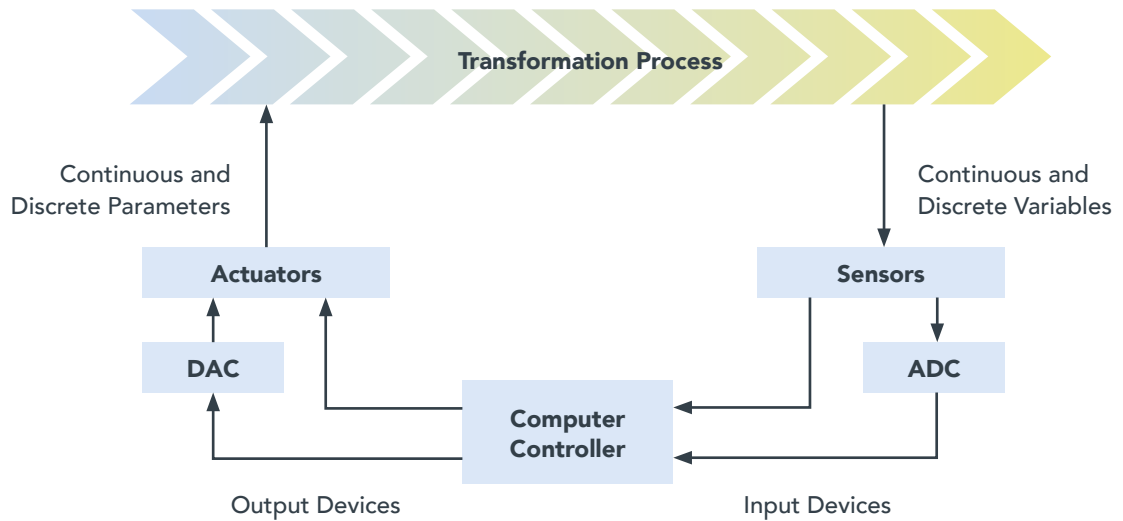 Transformation Process
Continuous and
Discrete Parameters
Continuous and
Discrete Variables
Actuators
Sensors
DAC
ADC
Computer
Controller
Output Devices
Input Devices